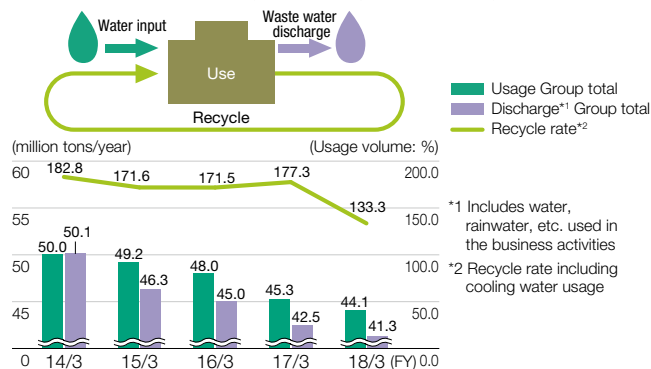 Water input
Waste water
discharge
Use
Recycle
Usage Group total
Discharge*1 Group total
Recycle rate*2
(million tons/year)
(Usage volume: %)
60
182.8
171.6
171.5
177.3
200.0
133.3
55
150.0
50.0
50.1
49.2
46.3
48.0
45.0
50
100.0
45.3
42.5
44.1
41.3
45
50.0
0
14/3
15/3
16/3
17/3
18/3 (FY)
0.0
*1 Includes water,
rainwater, etc. used in
the business activities
*2 Recycle rate including
cooling water usage